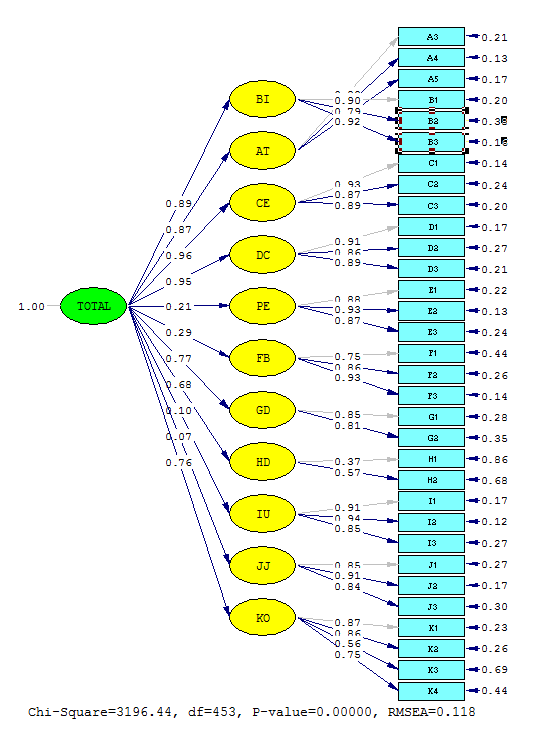 1.00
TOTAL
0.89
0.87
0.96
0.95
0.21
0.29
0.77
0.68
0.10
0.07
0.76
BI
AT
CE
DC
PE
FB
GD
HD
IU
JJ
KO
0.90
0.79
0.92
0.93
0.87
0.89
0.91
0.86
0.89
0.88
0.93
0.87
0.75
0.86
0.93
0.85
0.81
0.37
0.57
0.91
0.94
0.85
0.85
0.91
0.84
0.87
0.86
0.56
0.75
A3 0.21
A4 0.13
A5 0.17
B1 0.20
B2
B3
C1 0.14
C2 0.24
C3 0.20
D1 0.17
D2 0.27
D3 0.21
E1 0.22
E2 0.13
E3 0.24
F1 0.44
F2 0.26
F3 0.14
G1 0.28
G2 0.35
H1 0.86
H2 0.68
I1 0.17
I2 0.12
I3 0.27
J1 0.27
J2 0.17
J3 0.30
K1 0.23
K2 0.26
K3 0.69
K4 0.44
Chi-Square=3196.44, df=453, P-value=0.00000, RMSEA=0.118